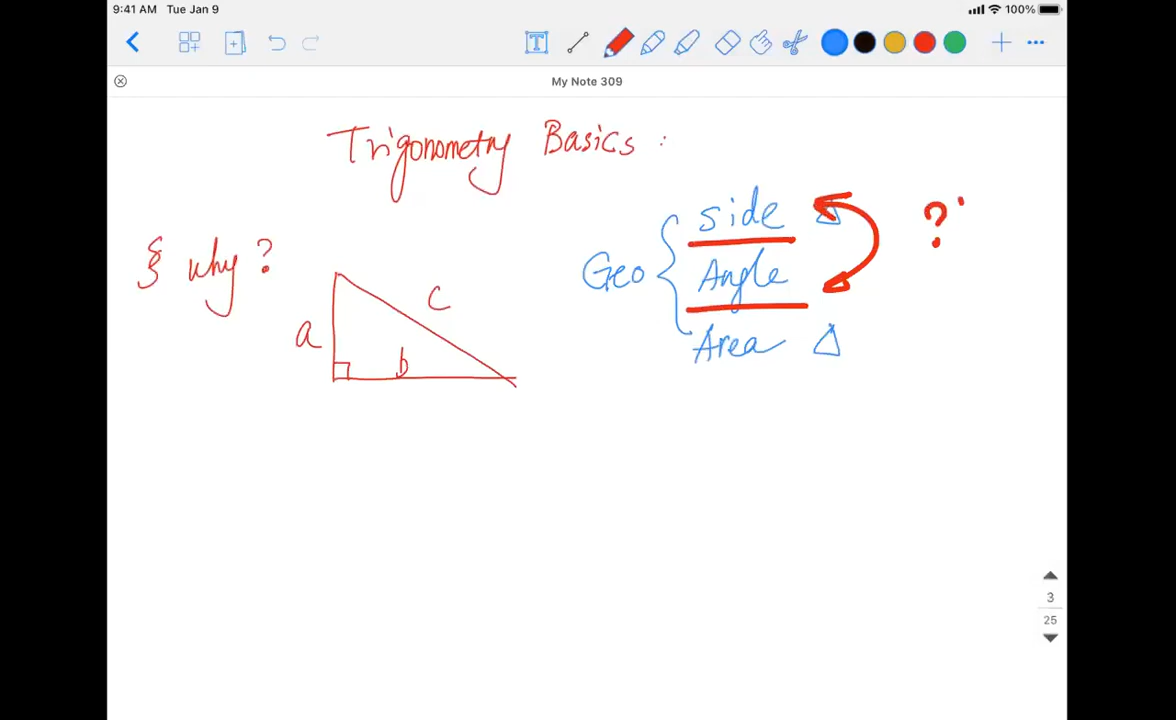 9:41 AM Tue Jan 9 100%
T
My Note 309
Trigonometry Basics :
side Δ
?
§ why ?
Geo
Angle
c
a
Area Δ
b
3
25